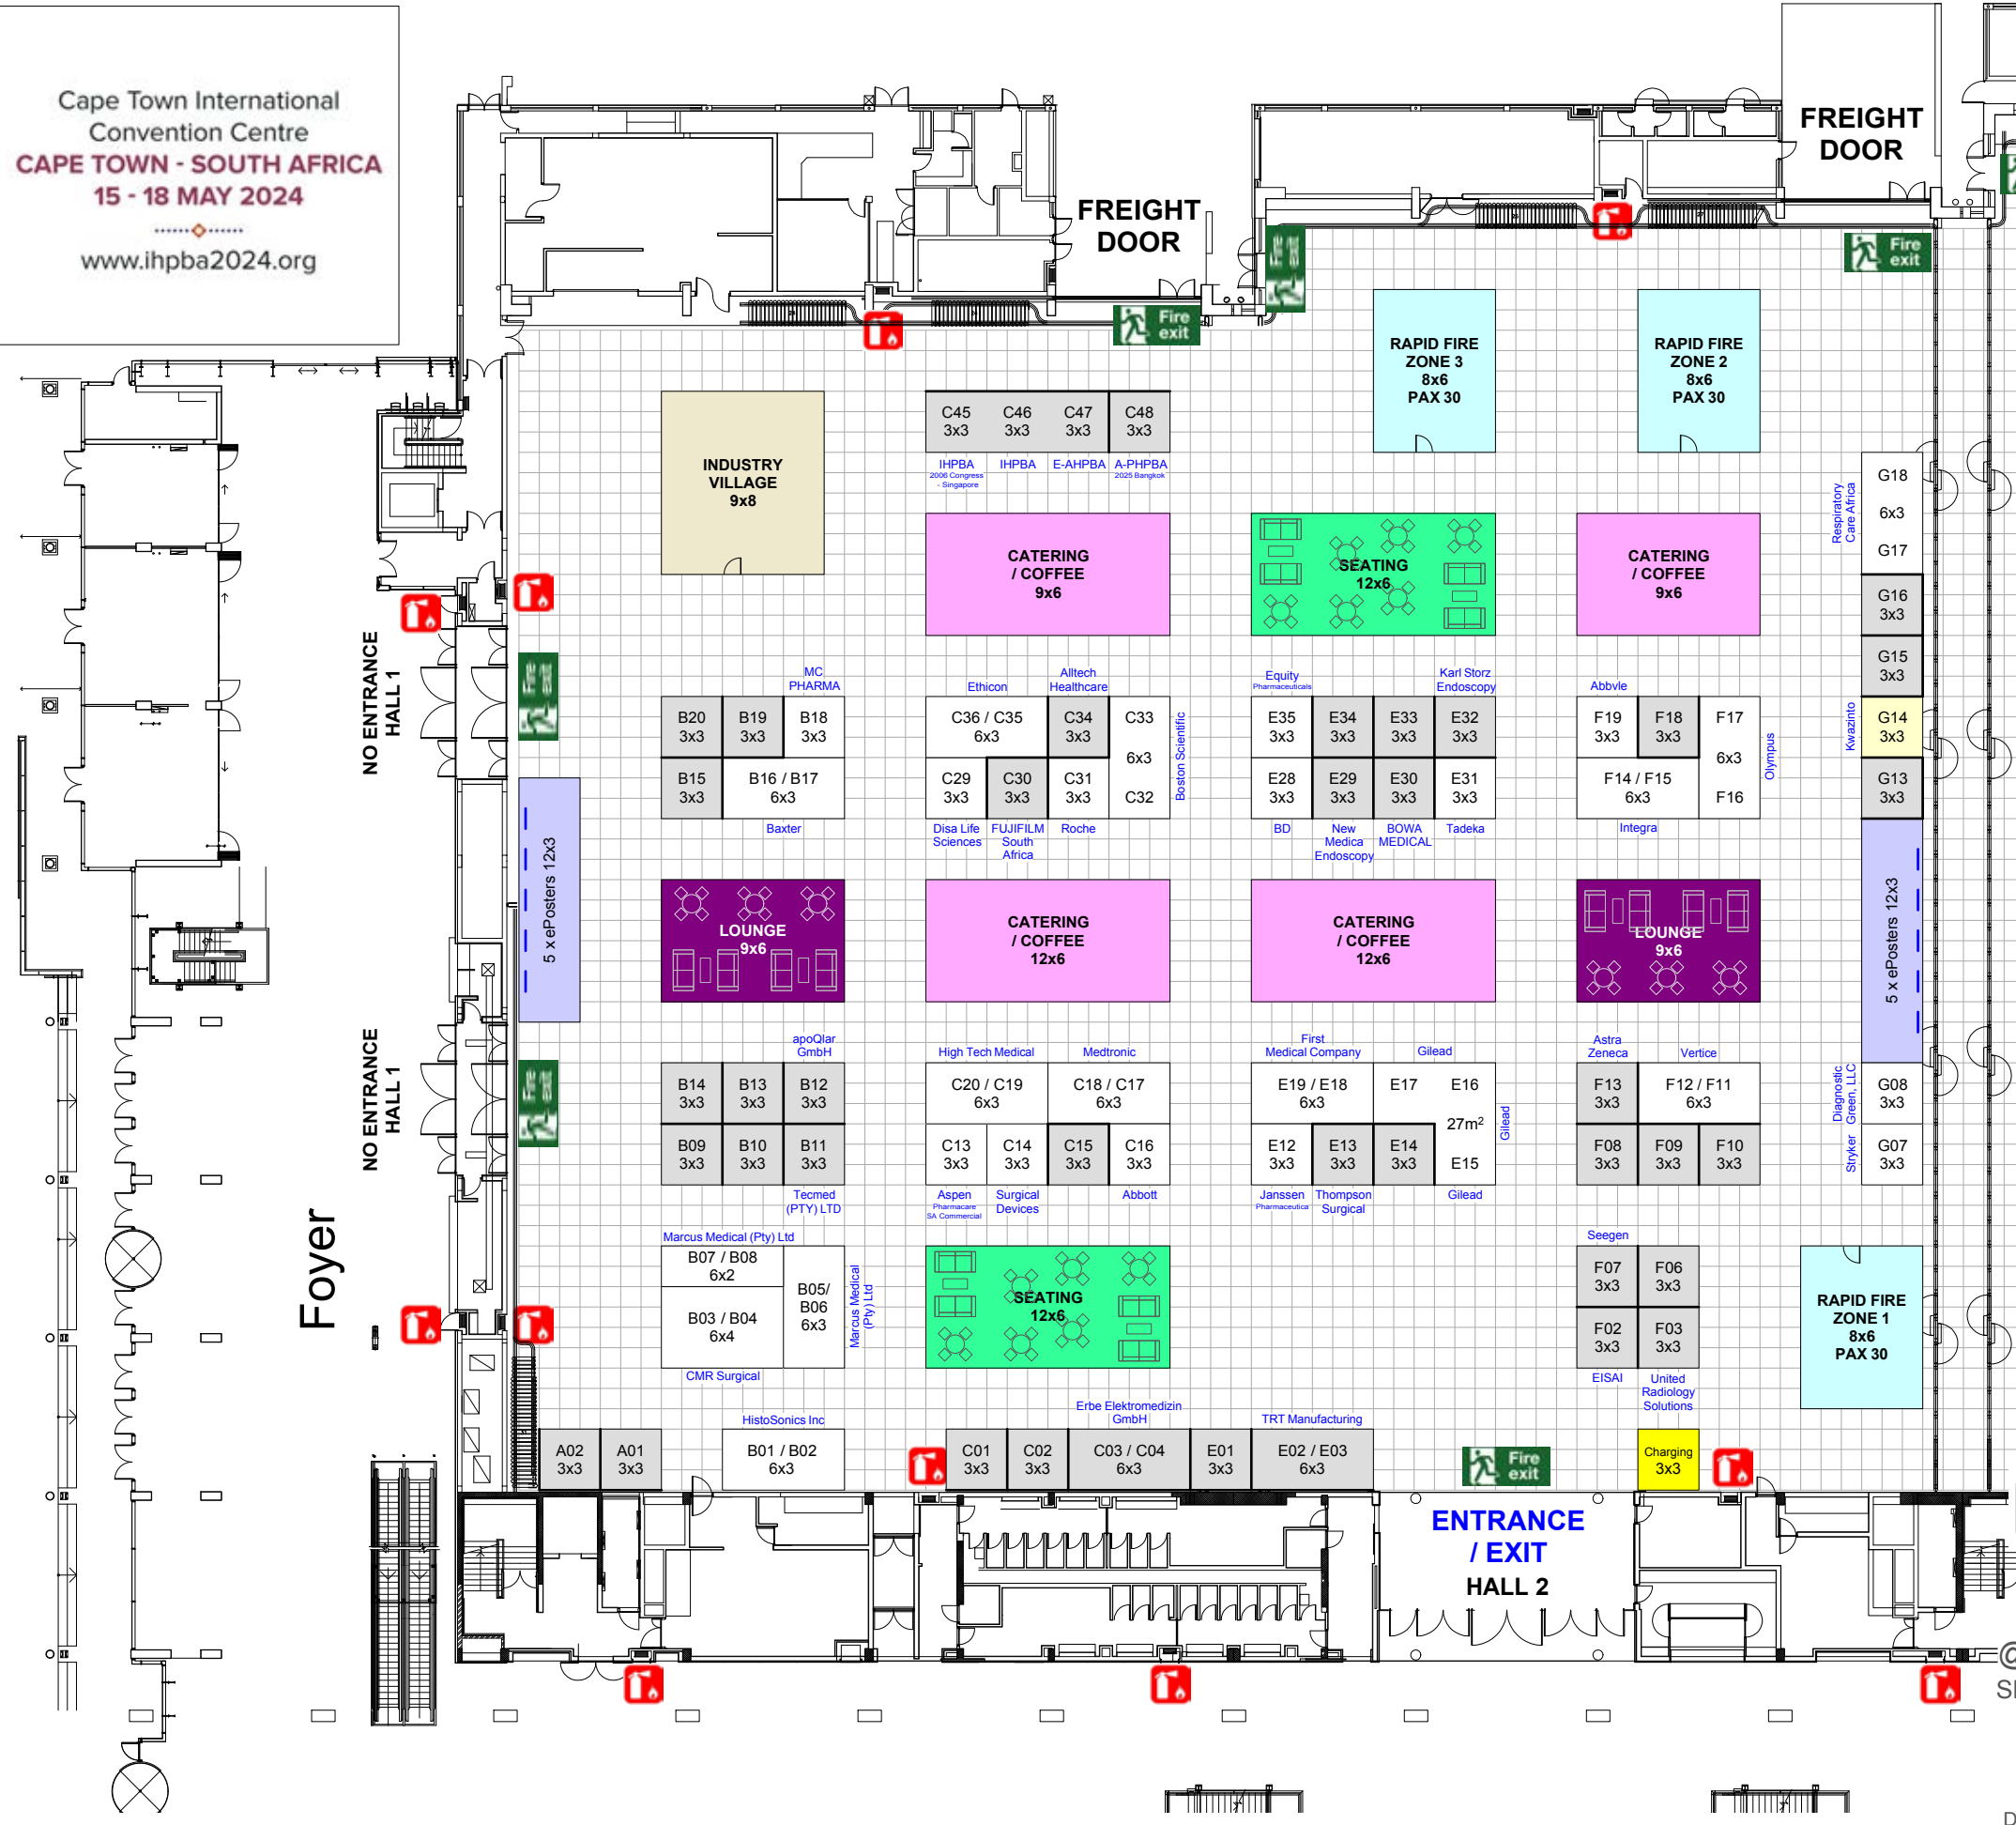 Cape Town International
Convention Centre
CAPE TOWN - SOUTH AFRICA
15 - 18 MAY 2024
www.ihpba2024.org
FREIGHT
DOOR
FREIGHT
DOOR
Fire
exit
Fire
exit
Fire
exit
RAPID FIRE
ZONE 3
8x6
PAX 30
RAPID FIRE
ZONE 2
8x6
PAX 30
INDUSTRY
VILLAGE
9x8
C45
3x3
C46
3x3
C47
3x3
C48
3x3
IHPBA
2006 Congress
- Singapore
IHPBA
E-AHPBA
A-PHPBA
2025 Bangkok
CATERING
/ COFFEE
9x6
SEATING
12x6
CATERING
/ COFFEE
9x6
Respiratory
Care Africa
G18
6x3
G17
G16
3x3
G15
3x3
Kwazinto
G14
3x3
G13
3x3
NO ENTRANCE
HALL 1
Fire
exit
MC
PHARMA
B20
3x3
B19
3x3
B18
3x3
B15
3x3
B16 / B17
6x3
Baxter
Ethicon
Alltech
Healthcare
C36 / C35
6x3
C34
3x3
C33
6x3
C32
Boston Scientific
C29
3x3
C30
3x3
C31
3x3
Disa Life
Sciences
FUJIFILM
South
Africa
Roche
Equity
Pharmaceuticals
Karl Storz
Endoscopy
E35
3x3
E34
3x3
E33
3x3
E32
3x3
E28
3x3
E29
3x3
E30
3x3
E31
3x3
BD
New
Medica
Endoscopy
BOWA
MEDICAL
Tadeka
Abbvle
F19
3x3
F18
3x3
F17
6x3
F16
Olympus
F14 / F15
6x3
Integra
5 x ePosters 12x3
LOUNGE
9x6
CATERING
/ COFFEE
12x6
CATERING
/ COFFEE
12x6
LOUNGE
9x6
5 x ePosters 12x3
NO ENTRANCE
HALL 1
Fire
exit
apoQlar
GmbH
B14
3x3
B13
3x3
B12
3x3
B09
3x3
B10
3x3
B11
3x3
Tecmed
(PTY) LTD
High Tech Medical
Medtronic
C20 / C19
6x3
C18 / C17
6x3
C13
3x3
C14
3x3
C15
3x3
C16
3x3
Aspen
Pharmacare
SA Commercial
Surgical
Devices
Abbott
First
Medical Company
Gilead
E19 / E18
6x3
E17
E16
27m²
E15
Gilead
E12
3x3
E13
3x3
E14
3x3
Janssen
Pharmaceutica
Thompson
Surgical
Gilead
Astra
Zeneca
Vertice
F13
3x3
F12 / F11
6x3
F08
3x3
F09
3x3
F10
3x3
Diagnostic
Green, LLC
G08
3x3
Stryker
G07
3x3
Foyer
Marcus Medical (Pty) Ltd
B07 / B08
6x2
B03 / B04
6x4
B05/
B06
6x3
Marcus Medical
(Pty) Ltd
CMR Surgical
SEATING
12x6
Seegen
F07
3x3
F06
3x3
F02
3x3
F03
3x3
EISAI
United
Radiology
Solutions
RAPID FIRE
ZONE 1
8x6
PAX 30
HistoSonics Inc
Erbe Elektromedizin
GmbH
TRT Manufacturing
A02
3x3
A01
3x3
B01 / B02
6x3
C01
3x3
C02
3x3
C03 / C04
6x3
E01
3x3
E02 / E03
6x3
Fire
exit
Charging
3x3
ENTRANCE
/ EXIT
HALL 2